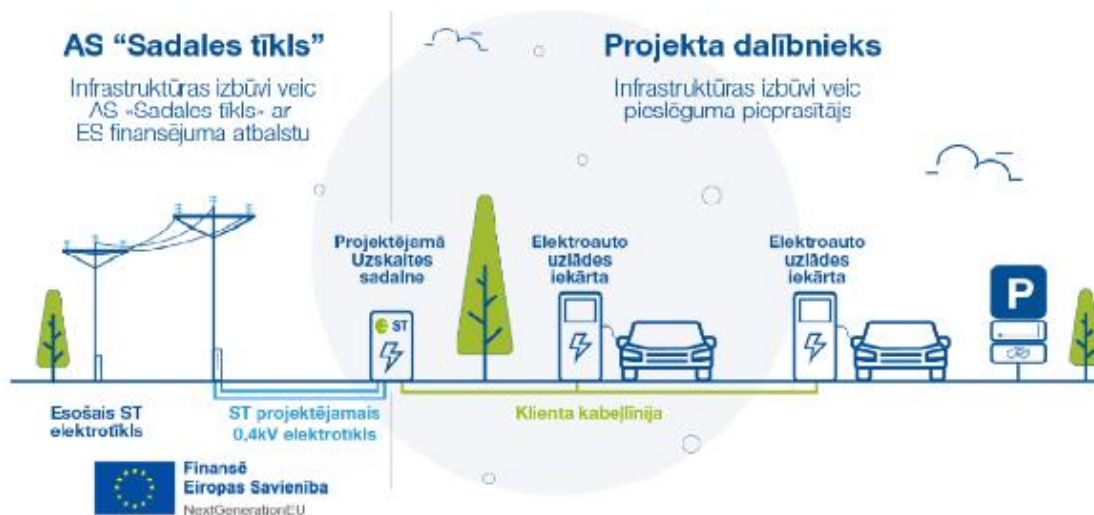 AS “Sadales tīkls”
Infrastruktūras izbūvi veic
AS «Sadales tīkls» ar
ES finansējuma atbalstu
Projekta dalībnieks
Infrastruktūras izbūvi veic
pieslēguma pieprasītājs
Projektējamā
Uzskaites
sadalne
Elektroauto
uzlādes
iekārta
Elektroauto
uzlādes
iekārta
ST
P
Esošais ST
elektrotīkls
ST projektējamais
0,4kV elektrotīkls
Klienta kabeļlīnija
Finansē
Eiropas Savienība
NextGenerationEU